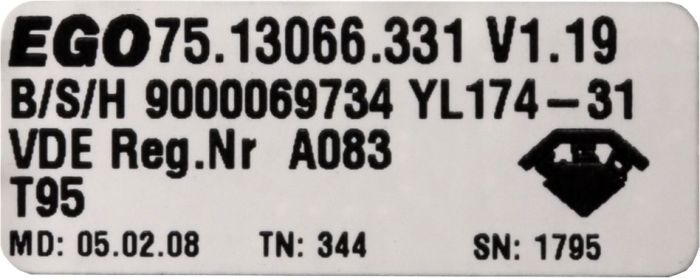 EGO 75.13066.331 V1.19
B/S/H 9000069734 YL174-31
VDE Reg.Nr A083
T95
MD: 05.02.08 TN: 344 SN: 1795